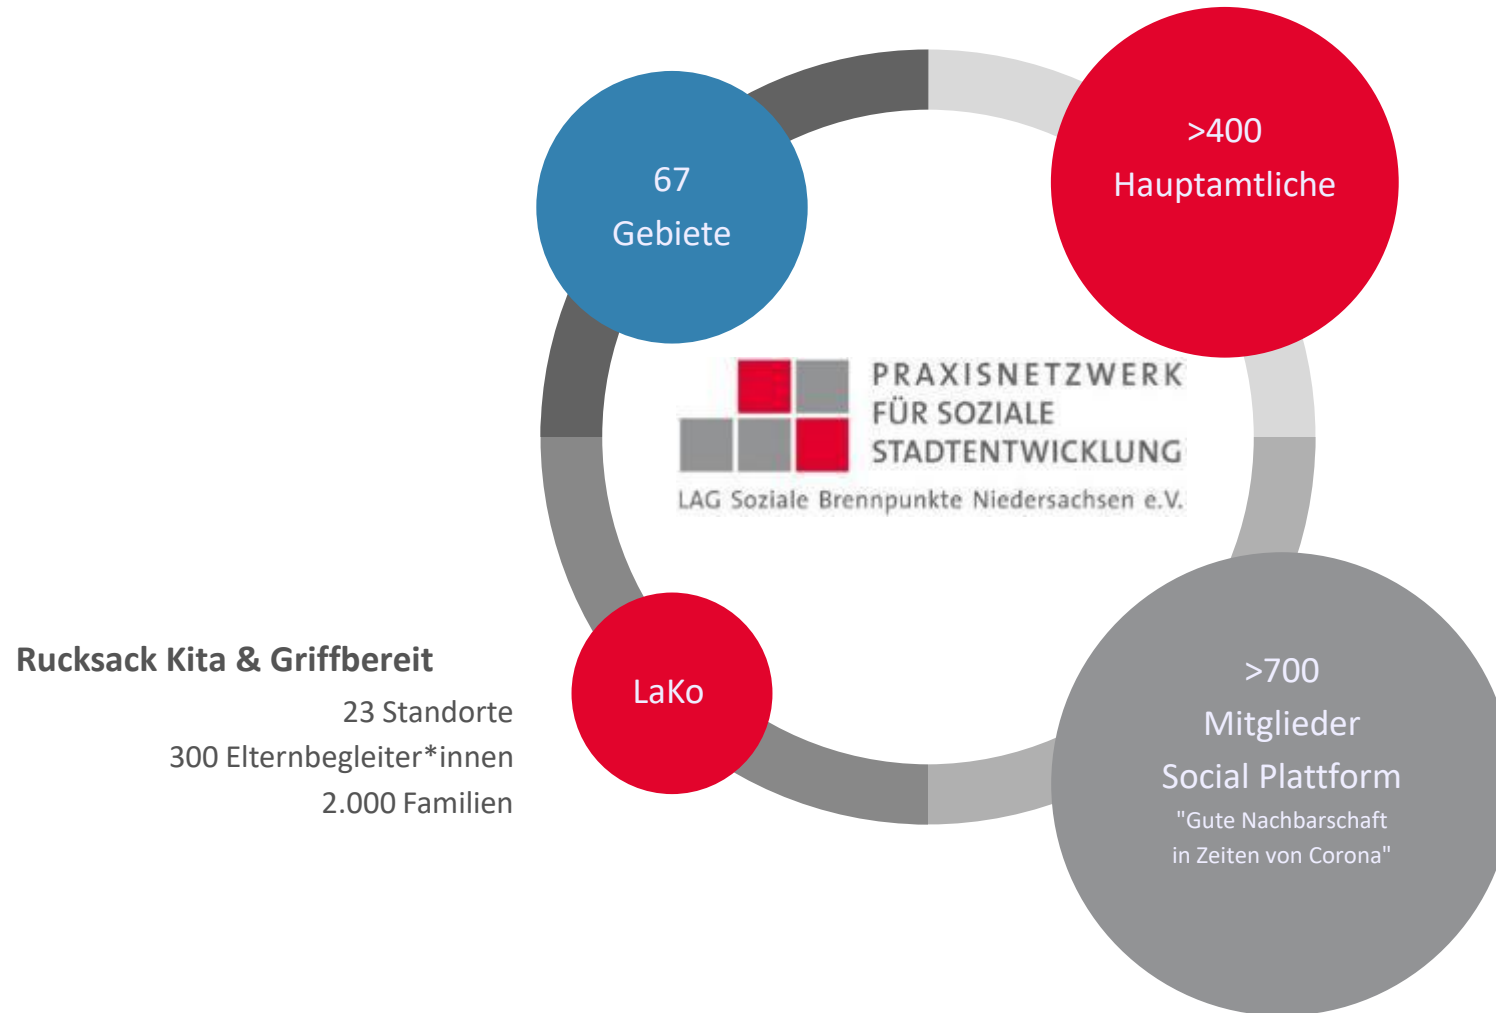 67
Gebiete
>400
Hauptamtliche
PRAXISNETZWERK
FÜR SOZIALE
STADTENTWICKLUNG
LAG Soziale Brennpunkte Niedersachsen e.V.
Rucksack Kita & Griffbereit
23 Standorte
300 Elternbegleiter*innen
2.000 Familien
LaKo
>700
Mitglieder
Social Plattform
"Gute Nachbarschaft
in Zeiten von Corona"